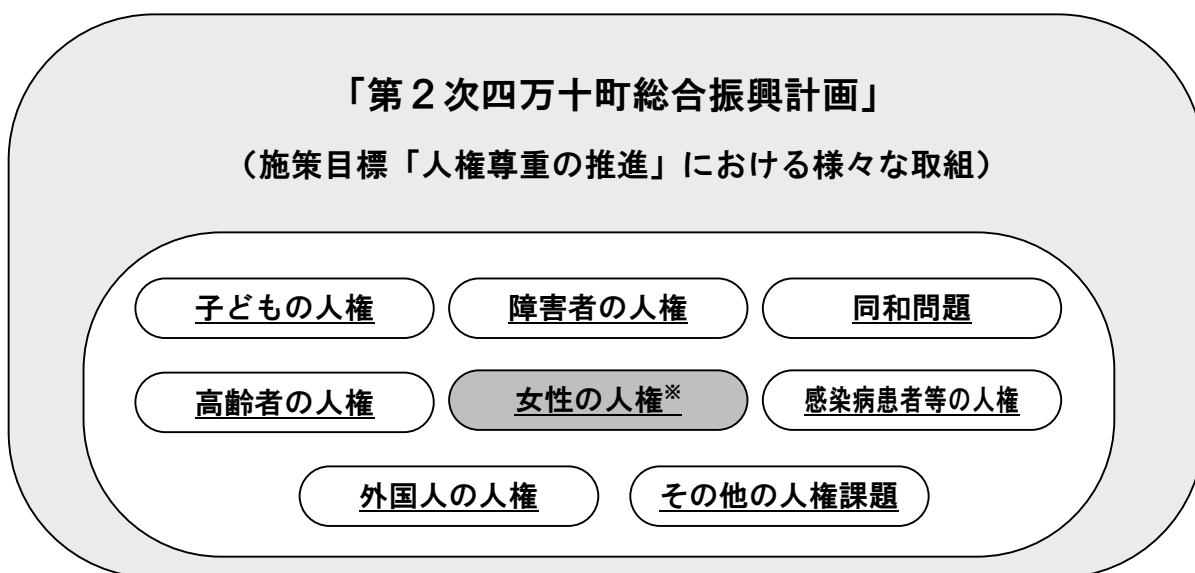 「第２次四万十町総合振興計画」
（施策目標「人権尊重の推進」における様々な取組）
子どもの人権 障害者の人権 同和問題
高齢者の人権 女性の人権※ 感染病患者等の人権
外国人の人権 その他の人権課題